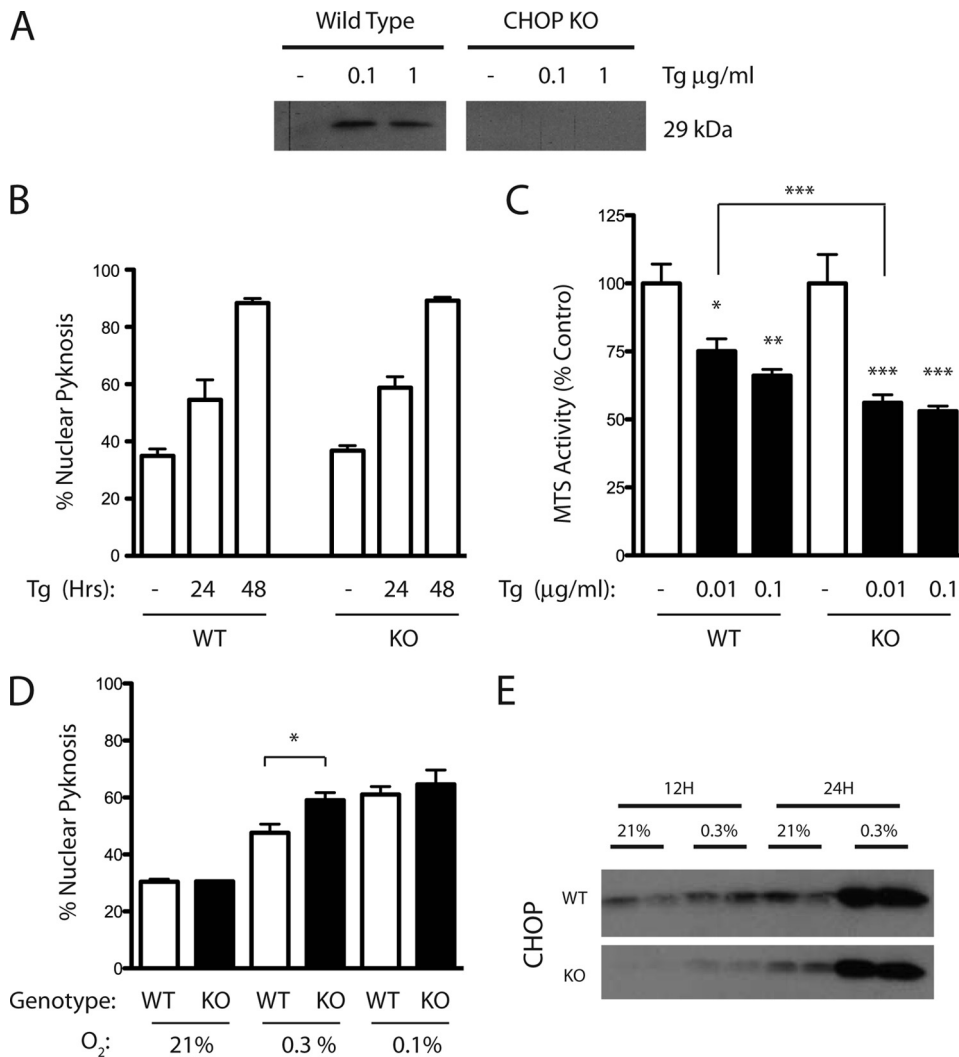 A
Wild Type CHOP KO
- 0.1 1 - 0.1 1 Tg μg/ml
29 kDa
B
% Nuclear Pyknosis
100
80
60
40
20
0
Tg (Hrs): - 24 48 - 24 48
WT KO
C
MTS Activity (% Contro)
125
100
75
50
25
0
***
*
**
***
***
Tg (μg/ml): - 0.01 0.1 - 0.01 0.1
WT KO
D
% Nuclear Pyknosis
100
80
60
40
20
0
*
Genotype: WT KO WT KO WT KO
O2: 21% 0.3 % 0.1%
E
12H 24H
21% 0.3% 21% 0.3%
CHOP
WT
KO